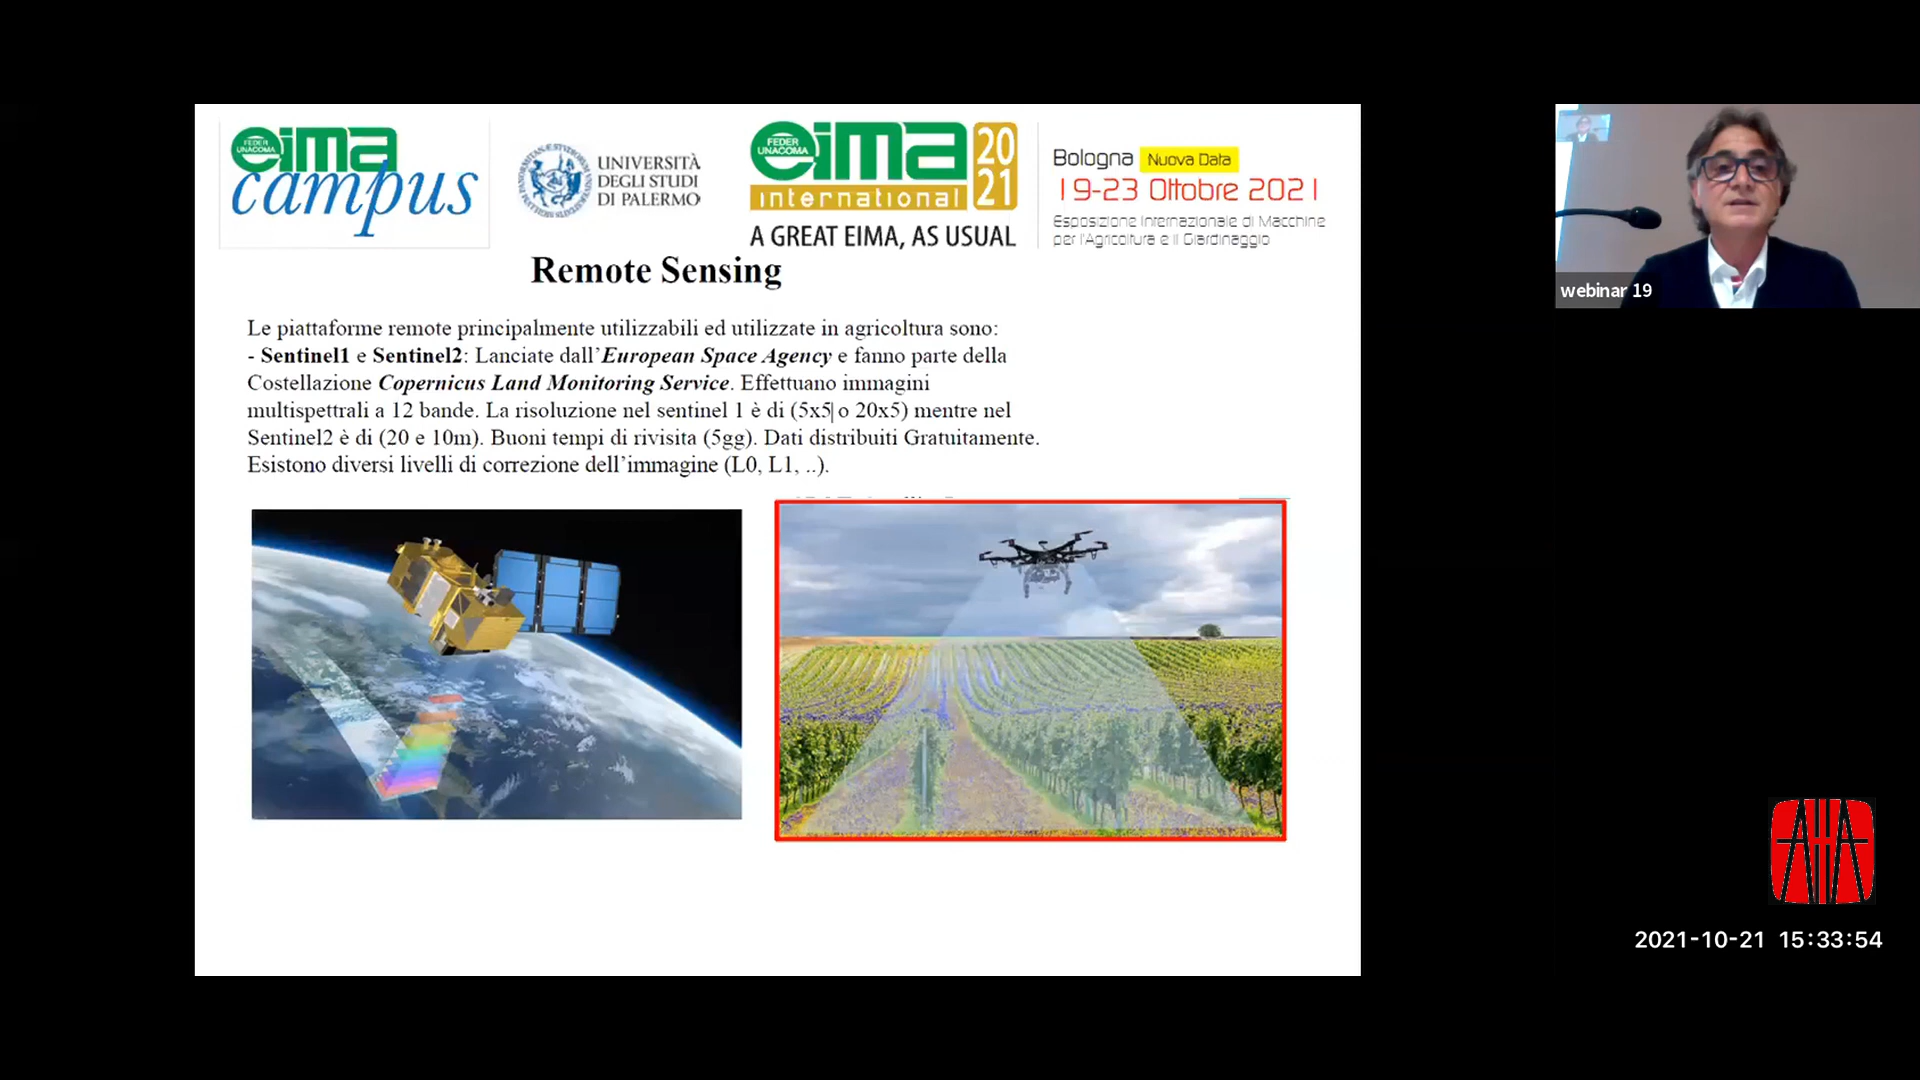 FEDER
UNACOMA
eima
campus
UNIVERSITÀ
DEGLI STUDI
DI PALERMO
FEDER
UNACOMA
eima
20
21
international
A GREAT EIMA, AS USUAL
Bologna Nuova Data
19-23 Ottobre 2021
Esposizione Internazionale di Macchine
per l'Agricoltura e il Giardinaggio
Remote Sensing
Le piattaforme remote principalmente utilizzabili ed utilizzate in agricoltura sono:
- Sentinel1 e Sentinel2: Lanciate dall'European Space Agency e fanno parte della
Costellazione Copernicus Land Monitoring Service. Effettuano immagini
multispettrali a 12 bande. La risoluzione nel sentinel 1 è di (5x5 o 20x5) mentre nel
Sentinel2 è di (20 e 10m). Buoni tempi di rivisita (5gg). Dati distribuiti Gratuitamente.
Esistono diversi livelli di correzione dell'immagine (L0, L1, ..).
webinar 19
2021-10-21 15:33:54